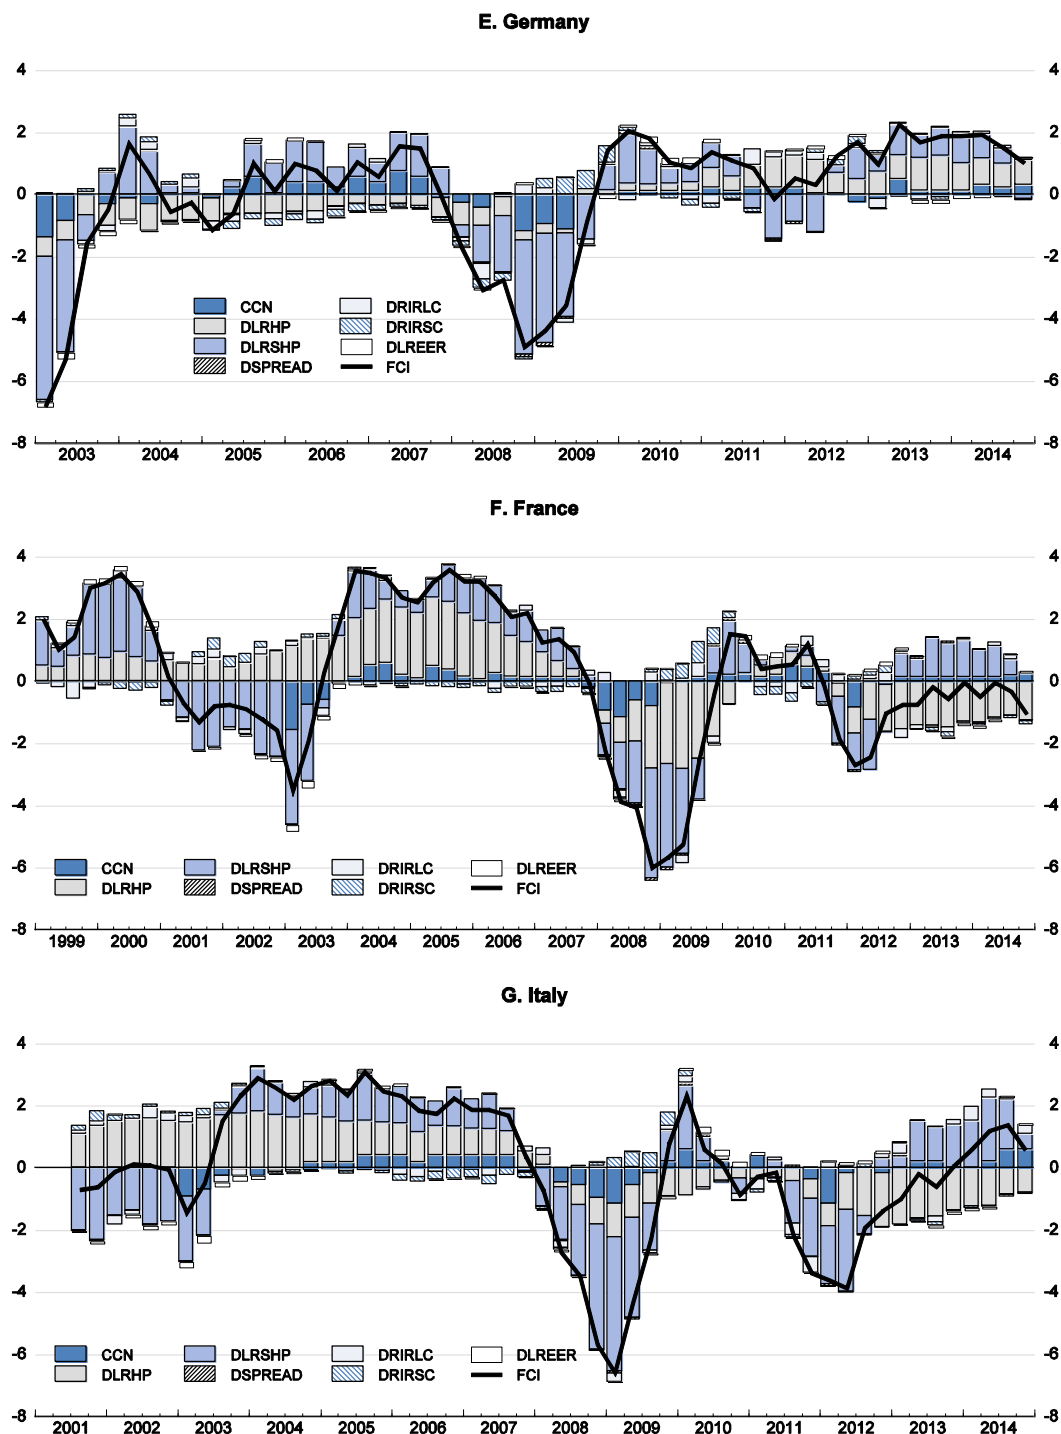 E. Germany
4 4
2 2
0 0
-2 -2
CCN DRIRLC
DLRHP DRIRSC
-4 -4
DLRSHP DLREER
DSPREAD FCI
-6 -6
-8 -8
2003 2004 2005 2006 2007 2008 2009 2010 2011 2012 2013 2014
F. France
4 4
2 2
0 0
-2 -2
-4 -4
CCN DLRSHP DRIRLC DLREER
-6 -6
DLRHP DSPREAD DRIRSC FCI
-8 -8
1999 2000 2001 2002 2003 2004 2005 2006 2007 2008 2009 2010 2011 2012 2013 2014
G. Italy
4 4
2 2
0 0
-2 -2
-4 -4
CCN DLRSHP DRIRLC DLREER
-6 -6
DLRHP DSPREAD DRIRSC FCI
-8 -8
2001 2002 2003 2004 2005 2006 2007 2008 2009 2010 2011 2012 2013 2014